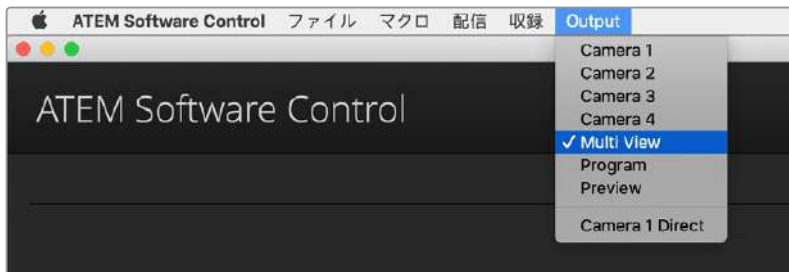 ATEM Software Control ファイル マクロ 配信 収録 Output
Camera 1
Camera 2
Camera 3
Camera 4
✓ Multi View
Program
Preview
Camera 1 Direct
ATEM Software Control